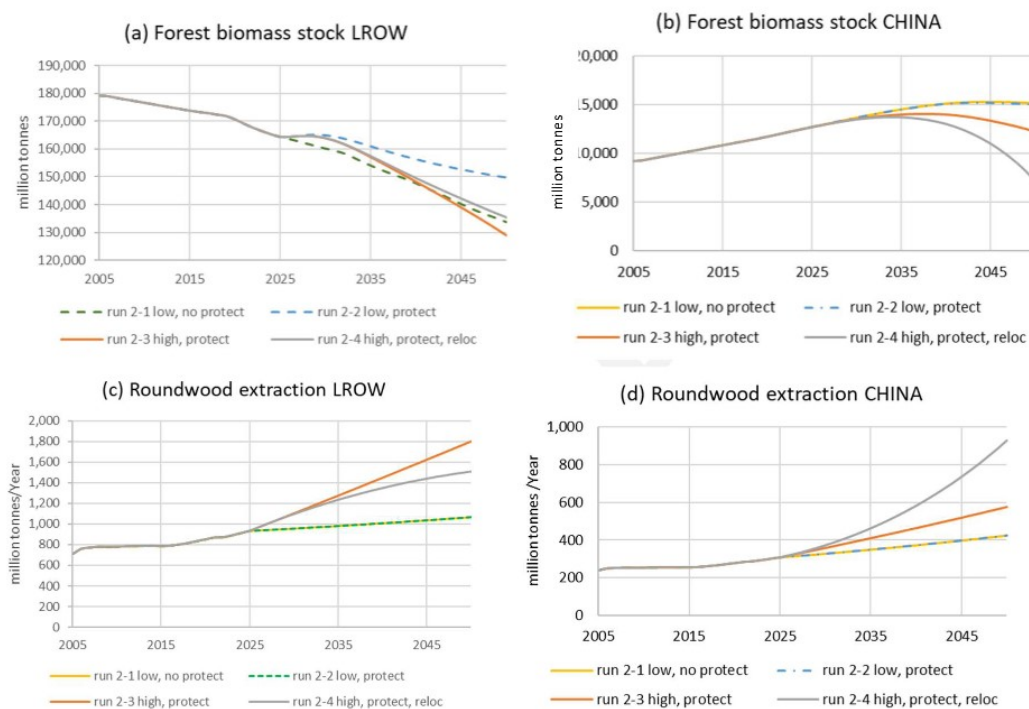 (a) Forest biomass stock LROW
million tonnes
190,000
180,000
170,000
160,000
150,000
140,000
130,000
120,000
2005 2015 2025 2035 2045
run 2-1 low, no protect run 2-2 low, protect
run 2-3 high, protect run 2-4 high, protect, reloc
(b) Forest biomass stock CHINA
million tonnes
20,000
15,000
10,000
5,000
0
2005 2015 2025 2035 2045
run 2-1 low, no protect run 2-2 low, protect
run 2-3 high, protect run 2-4 high, protect, reloc
(c) Roundwood extraction LROW
million tonnes/Year
2,000
1,800
1,600
1,400
1,200
1,000
800
600
400
200
0
2005 2015 2025 2035 2045
run 2-1 low, no protect run 2-2 low, protect
run 2-3 high, protect run 2-4 high, protect, reloc
(d) Roundwood extraction CHINA
million tonnes /Year
1,000
800
600
400
200
0
2005 2015 2025 2035 2045
run 2-1 low, no protect run 2-2 low, protect
run 2-3 high, protect run 2-4 high, protect, reloc